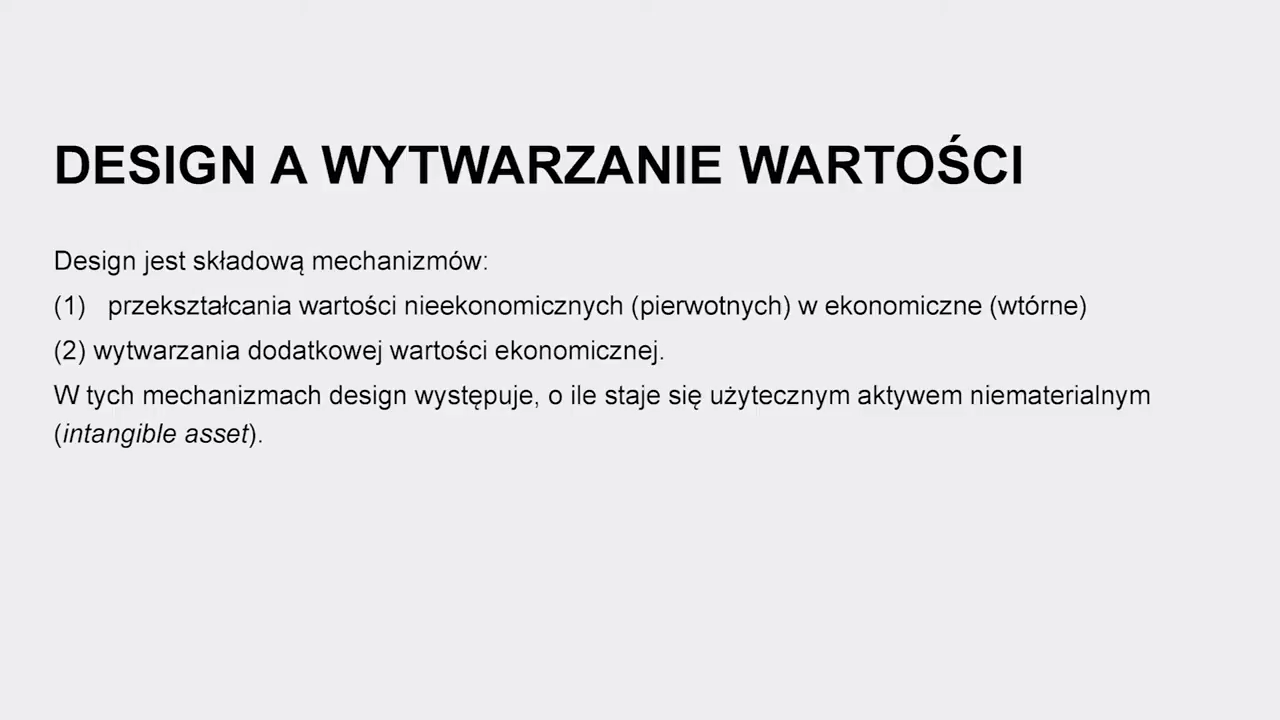 DESIGN A WYTWARZANIE WARTOŚCI
Design jest składową mechanizmów:
(1) przekształcania wartości nieekonomicznych (pierwotnych) w ekonomiczne (wtórne)
(2) wytwarzania dodatkowej wartości ekonomicznej.
W tych mechanizmach design występuje, o ile staje się użytecznym aktywem niematerialnym
(intangible asset).